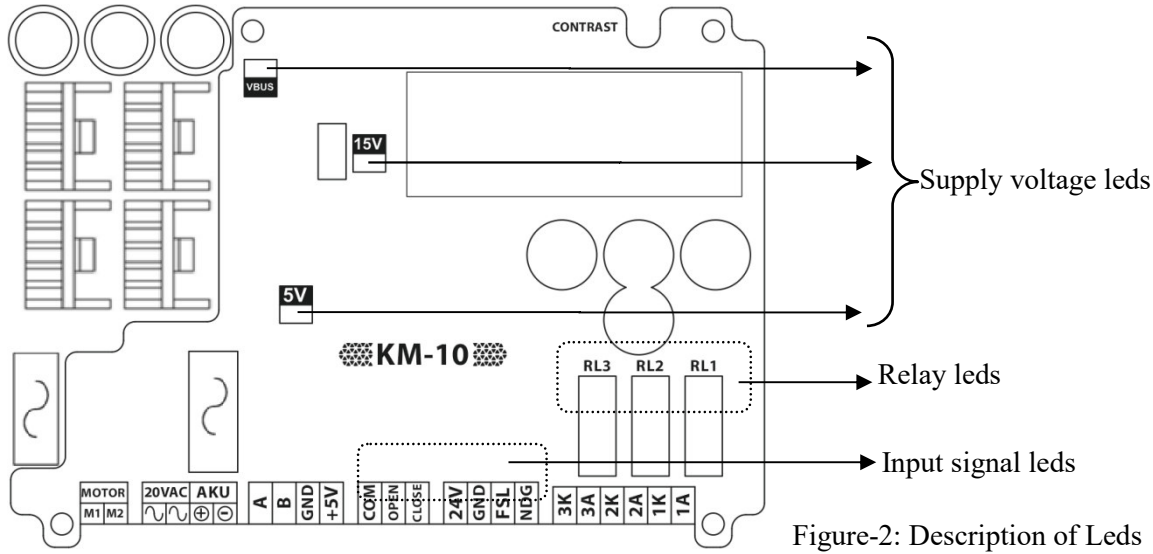 CONTRAST
VBUS
15V
Supply voltage leds
5V
KM-10
RL3 RL2 RL1
Relay leds
Input signal leds
MOTOR 20VAC AKU
M1 M2
A B GND +5V COM OPEN CLOSE 24V GND FSL NDG 3K 3A 2K 2A 1K 1A
Figure-2: Description of Leds